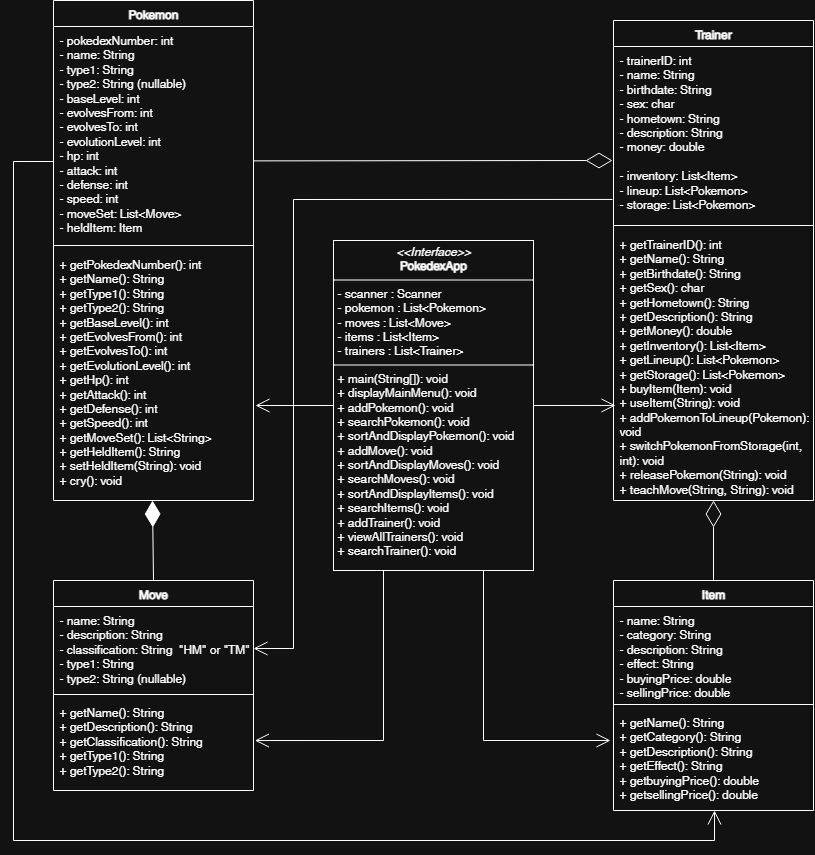 Pokemon
- pokedexNumber: int
- name: String
- type1: String
- type2: String (nullable)
- baseLevel: int
- evolvesFrom: int
- evolvesTo: int
- evolutionLevel: int
- hp: int
- attack: int
- defense: int
- speed: int
- moveSet: List<Move>
- heldItem: Item
+ getPokedexNumber(): int
+ getName(): String
+ getType1(): String
+ getType2(): String
+ getBaseLevel(): int
+ getEvolvesFrom(): int
+ getEvolvesTo(): int
+ getEvolutionLevel(): int
+ getHp(): int
+ getAttack(): int
+ getDefense(): int
+ getSpeed(): int
+ getMoveSet(): List<String>
+ getHeldItem(): String
+ setHeldItem(String): void
+ cry(): void
Trainer
- trainerID: int
- name: String
- birthdate: String
- sex: char
- hometown: String
- description: String
- money: double
- inventory: List<Item>
- lineup: List<Pokemon>
- storage: List<Pokemon>
+ getTrainerID(): int
+ getName(): String
+ getBirthdate(): String
+ getSex(): char
+ getHometown(): String
+ getDescription(): String
+ getMoney(): double
+ getInventory(): List<Item>
+ getLineup(): List<Pokemon>
+ getStorage(): List<Pokemon>
+ buyItem(Item): void
+ useItem(String): void
+ addPokemonToLineup(Pokemon):
void
+ switchPokemonFromStorage(int,
int): void
+ releasePokemon(String): void
+ teachMove(String, String): void
<<Interface>>
PokedexApp
- scanner : Scanner
- pokemon : List<Pokemon>
- moves : List<Move>
- items : List<Item>
- trainers : List<Trainer>
+ main(String[]): void
+ displayMainMenu(): void
+ addPokemon(): void
+ searchPokemon(): void
+ sortAndDisplayPokemon(): void
+ addMove(): void
+ sortAndDisplayMoves(): void
+ searchMoves(): void
+ sortAndDisplayItems(): void
+ searchItems(): void
+ addTrainer(): void
+ viewAllTrainers(): void
+ searchTrainer(): void
Move
- name: String
- description: String
- classification: String "HM" or "TM"
- type1: String
- type2: String (nullable)
+ getName(): String
+ getDescription(): String
+ getClassification(): String
+ getType1(): String
+ getType2(): String
Item
- name: String
- category: String
- description: String
- effect: String
- buyingPrice: double
- sellingPrice: double
+ getName(): String
+ getCategory(): String
+ getDescription(): String
+ getEffect(): String
+ getbuyingPrice(): double
+ getsellingPrice(): double